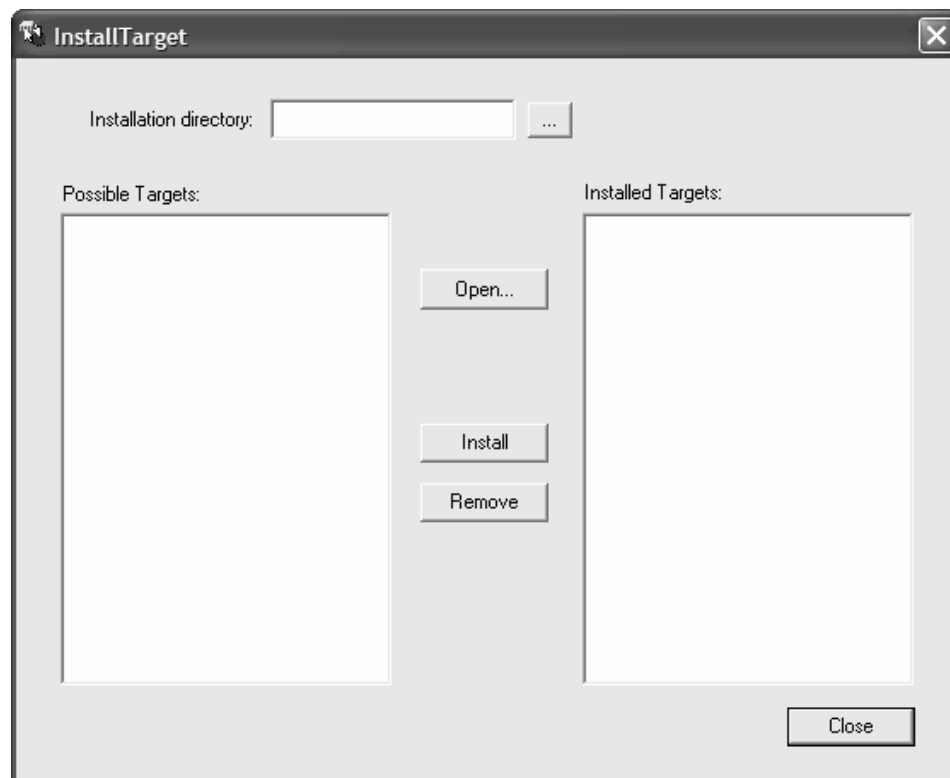 InstallTarget
Installation directory:
...
Possible Targets:
Installed Targets:
Open...
Install
Remove
Close